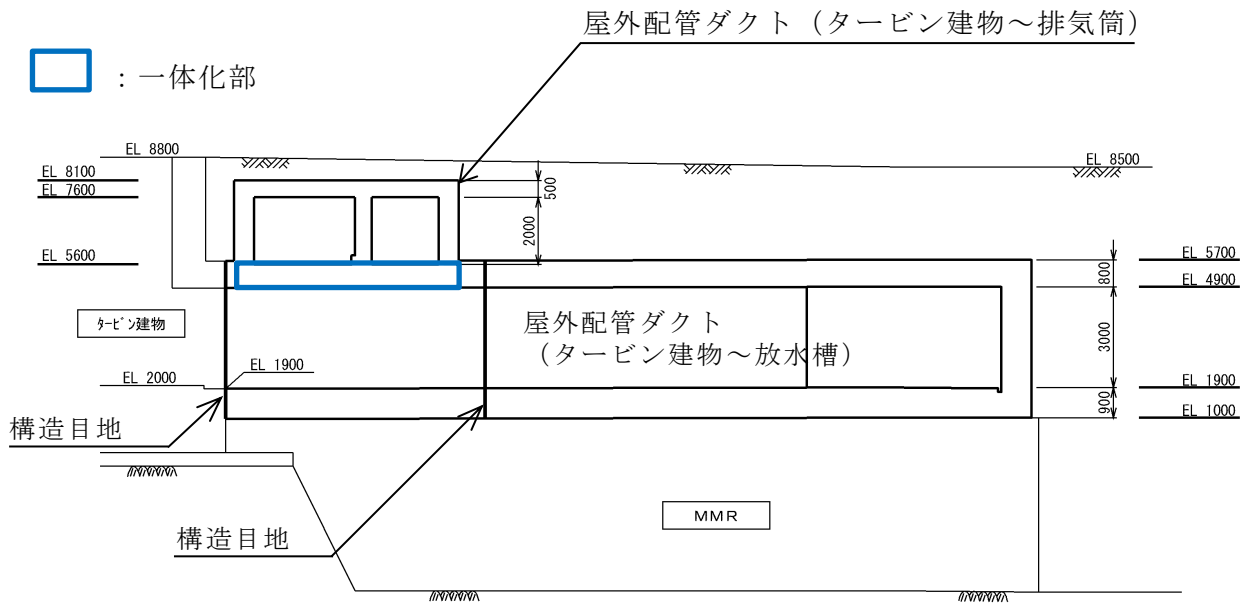 屋外配管ダクト（タービン建物～排気筒）
：一体化部
EL 8800
EL 8500
EL 8100
EL 7600
500
2000
EL 5600
EL 5700
800
EL 4900
屋外配管ダクト
（タービン建物～放水槽）
3000
ﾀｰﾋﾞﾝ建物
EL 1900
EL 2000
EL 1900
900
EL 1000
構造目地
MMR
構造目地